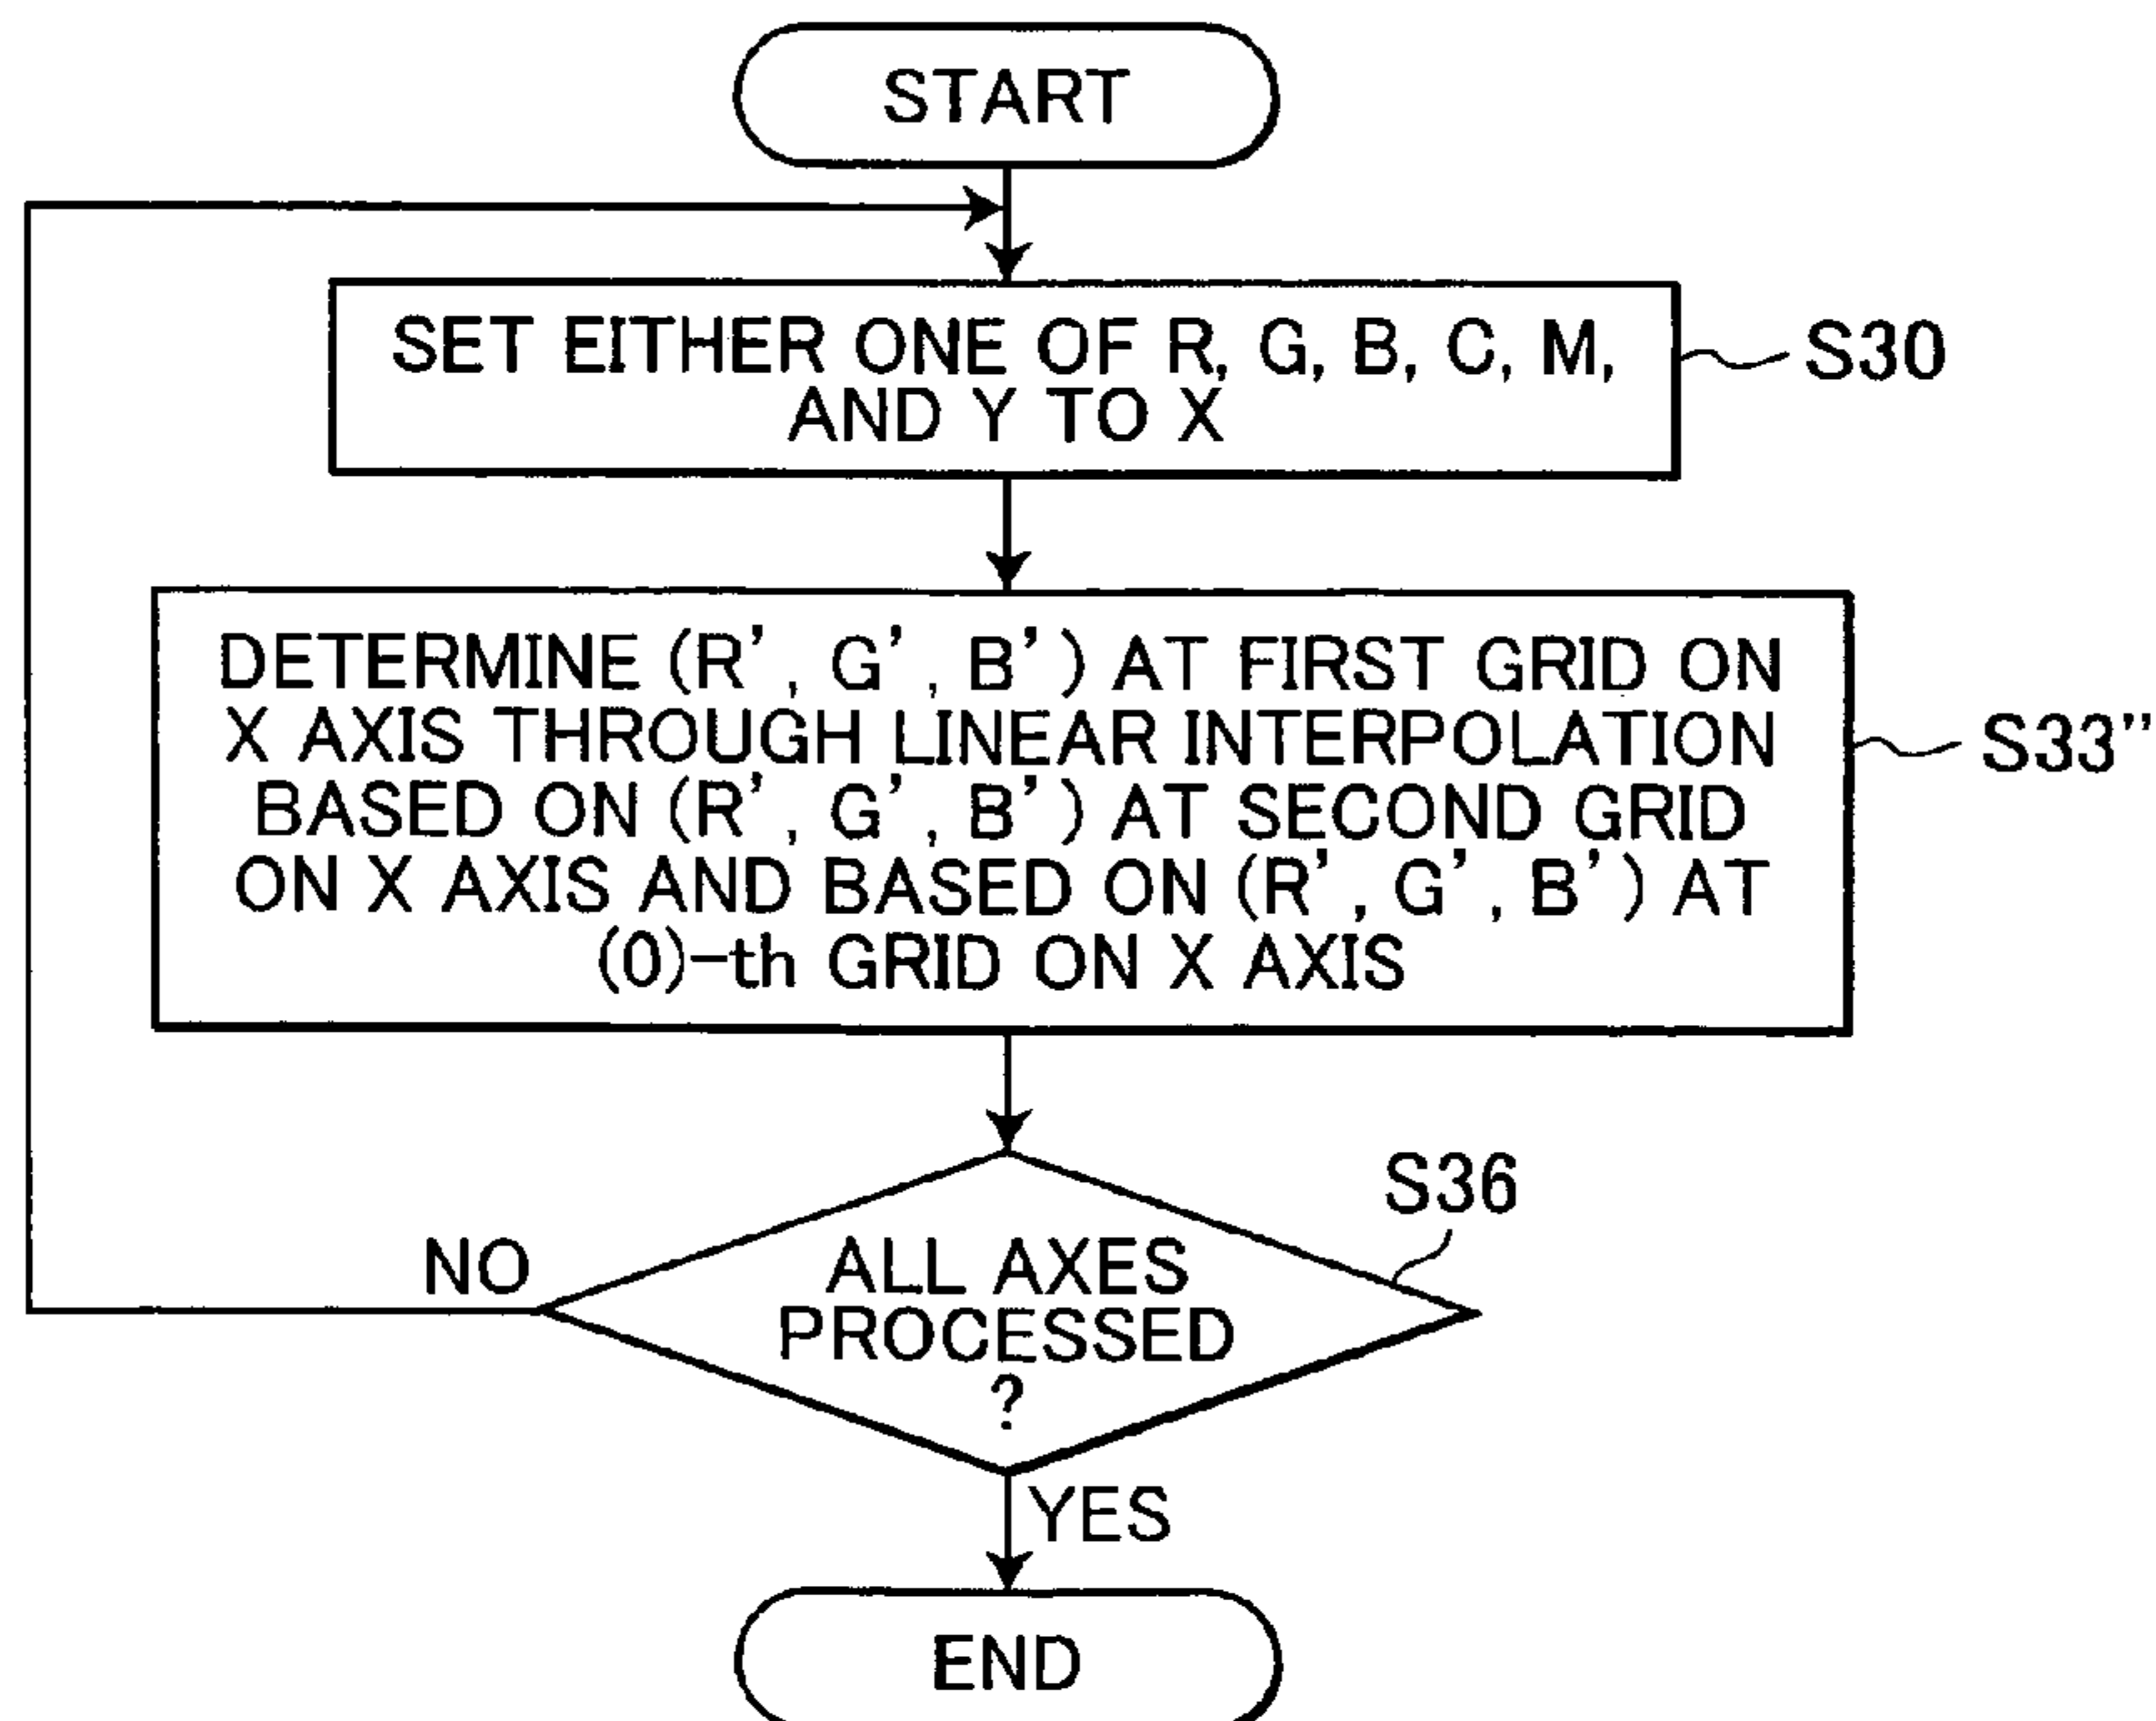 START
SET EITHER ONE OF R, G, B, C, M,
AND Y TO X
S30
DETERMINE (R', G', B') AT FIRST GRID ON
X AXIS THROUGH LINEAR INTERPOLATION
BASED ON (R', G', B') AT SECOND GRID
ON X AXIS AND BASED ON (R', G', B') AT
(0)-th GRID ON X AXIS
S33"
S36
NO
ALL AXES
PROCESSED
?
YES
END